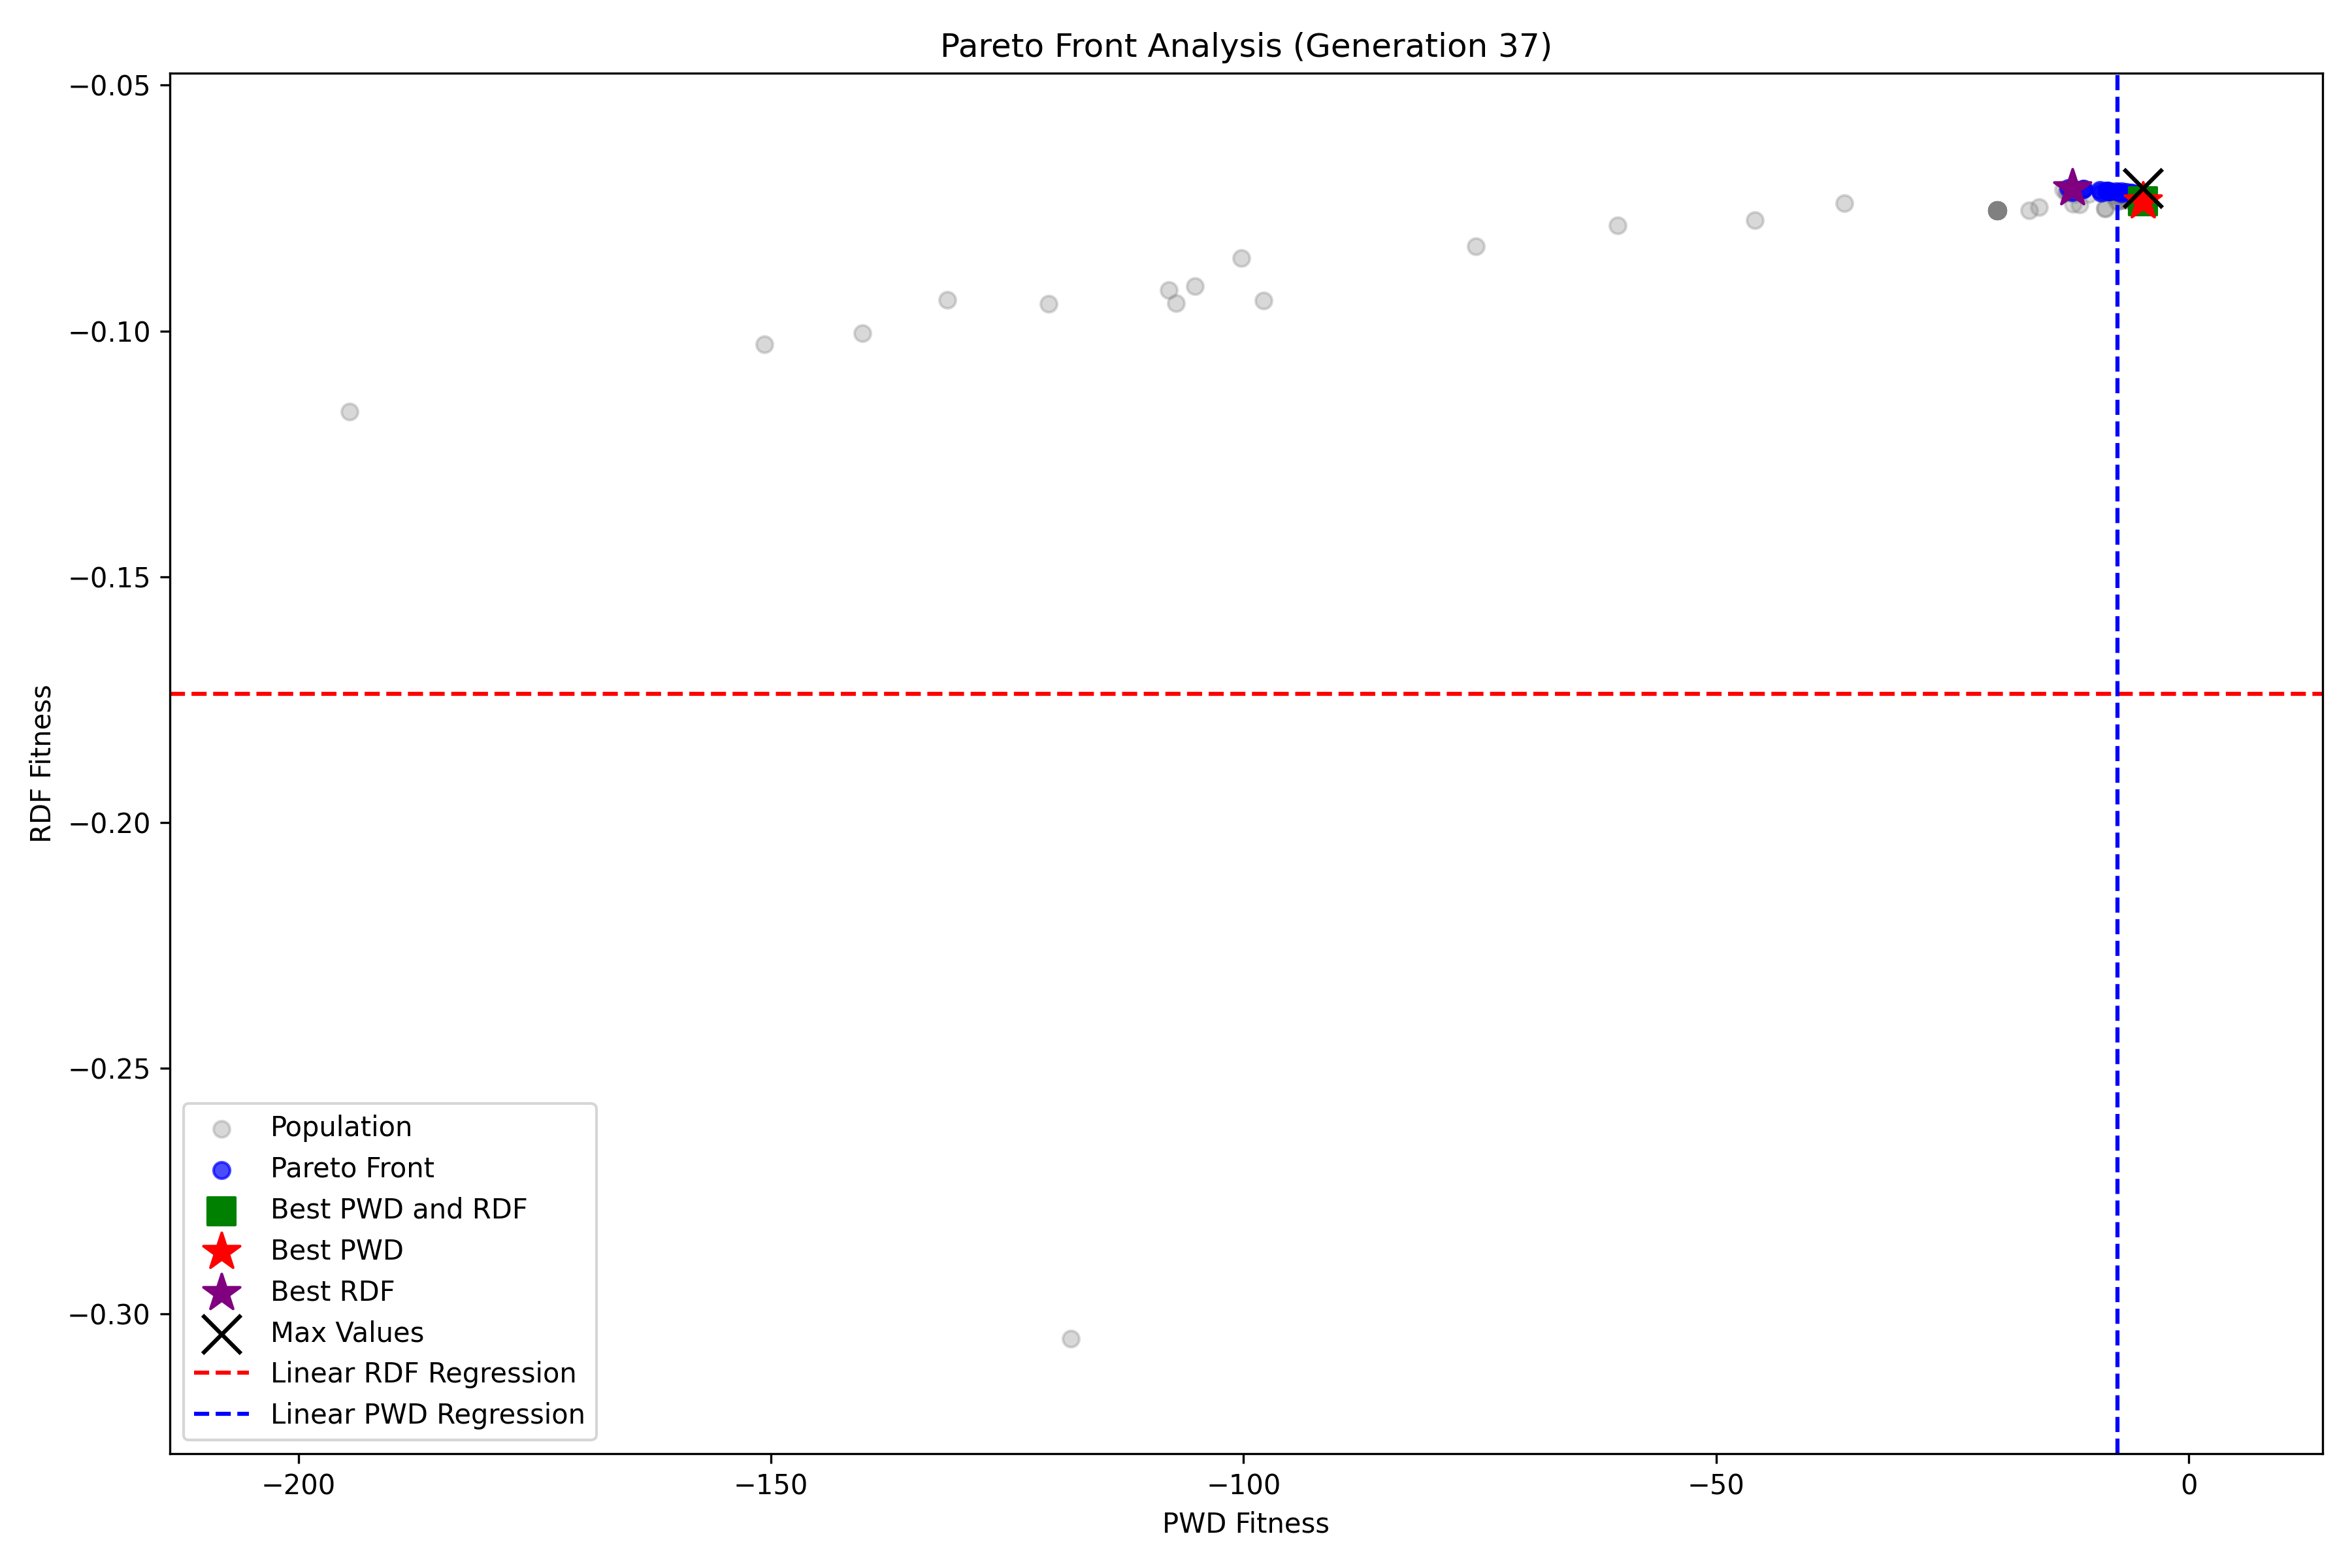 Pareto Front Analysis (Generation 37)
−0.05
−0.10
−0.15
−0.20
−0.25
−0.30
RDF Fitness
Population
Pareto Front
Best PWD and RDF
Best PWD
Best RDF
Max Values
Linear RDF Regression
Linear PWD Regression
−200
−150
−100
−50
0
PWD Fitness